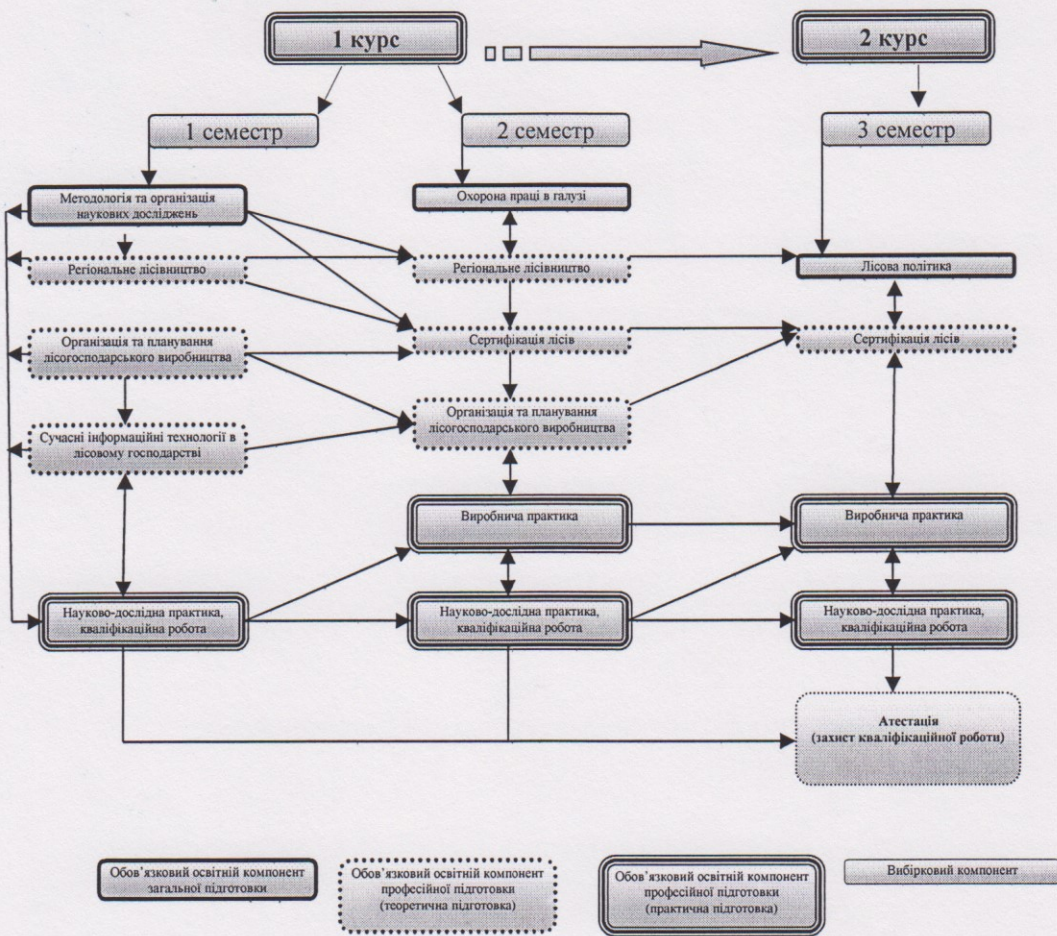 1 курс
2 курс
1 семестр
2 семестр
3 семестр
Методологія та організація
наукових досліджень
Охорона праці в галузі
Регіональне лісівництво
Регіональне лісівництво
Лісова політика
Організація та планування
лісогосподарського виробництва
Сертифікація лісів
Сертифікація лісів
Сучасні інформаційні технології в
лісовому господарстві
Організація та планування
лісогосподарського виробництва
Виробнича практика
Виробнича практика
Науково-дослідна практика,
кваліфікаційна робота
Науково-дослідна практика,
кваліфікаційна робота
Науково-дослідна практика,
кваліфікаційна робота
Атестація
(захист кваліфікаційної роботи)
Обов’язковий освітній компонент
загальної підготовки
Обов’язковий освітній компонент
професійної підготовки
(теоретична підготовка)
Обов’язковий освітній компонент
професійної підготовки
(практична підготовка)
Вибірковий компонент